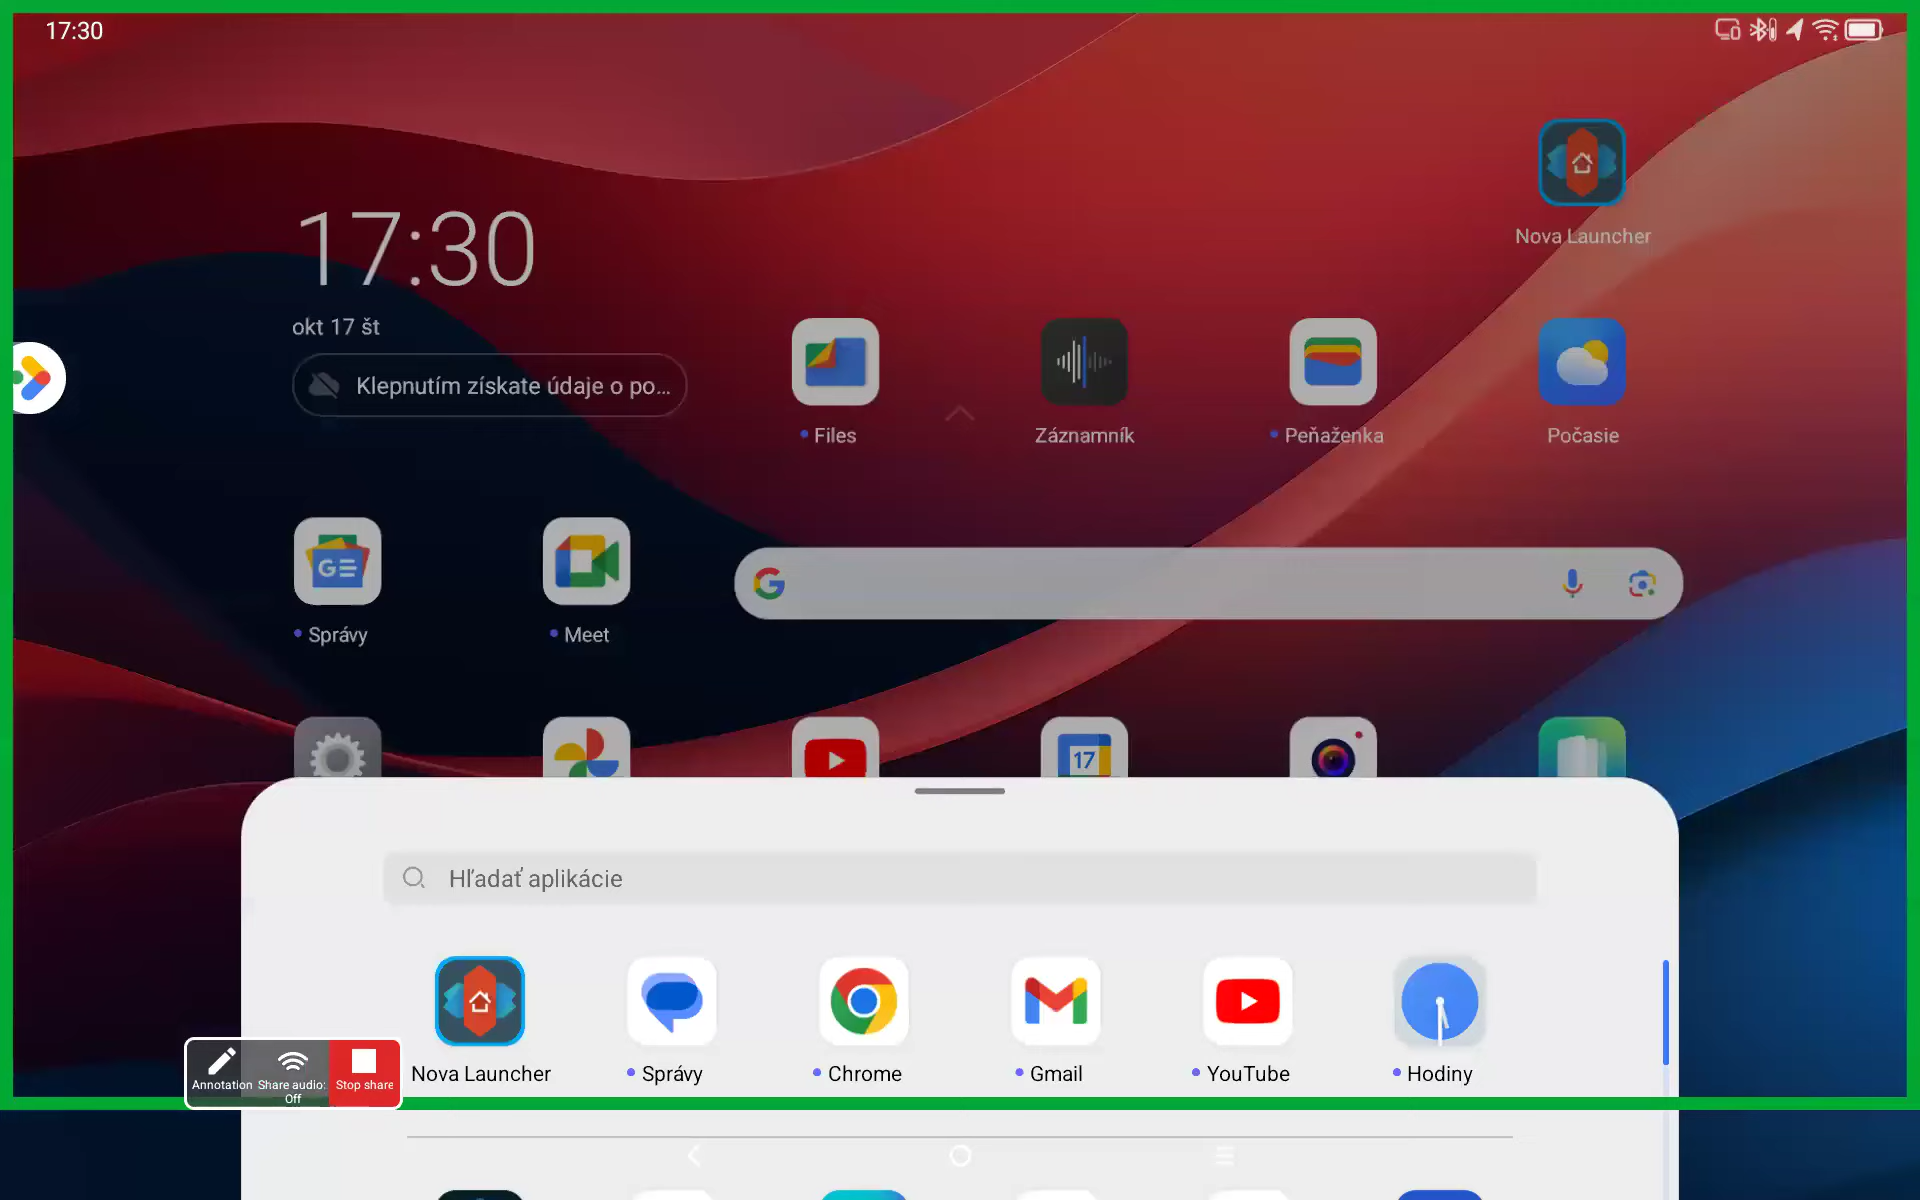 17:30
Nova Launcher
17:30
okt 17 št
Klepnutím získate údaje o po...
Files
Záznamník
Peňaženka
Počasie
Správy
Meet
17
Hľadať aplikácie
Nova Launcher
Správy
Chrome
Gmail
YouTube
Hodiny
Annotation
Share audio: Off
Stop share